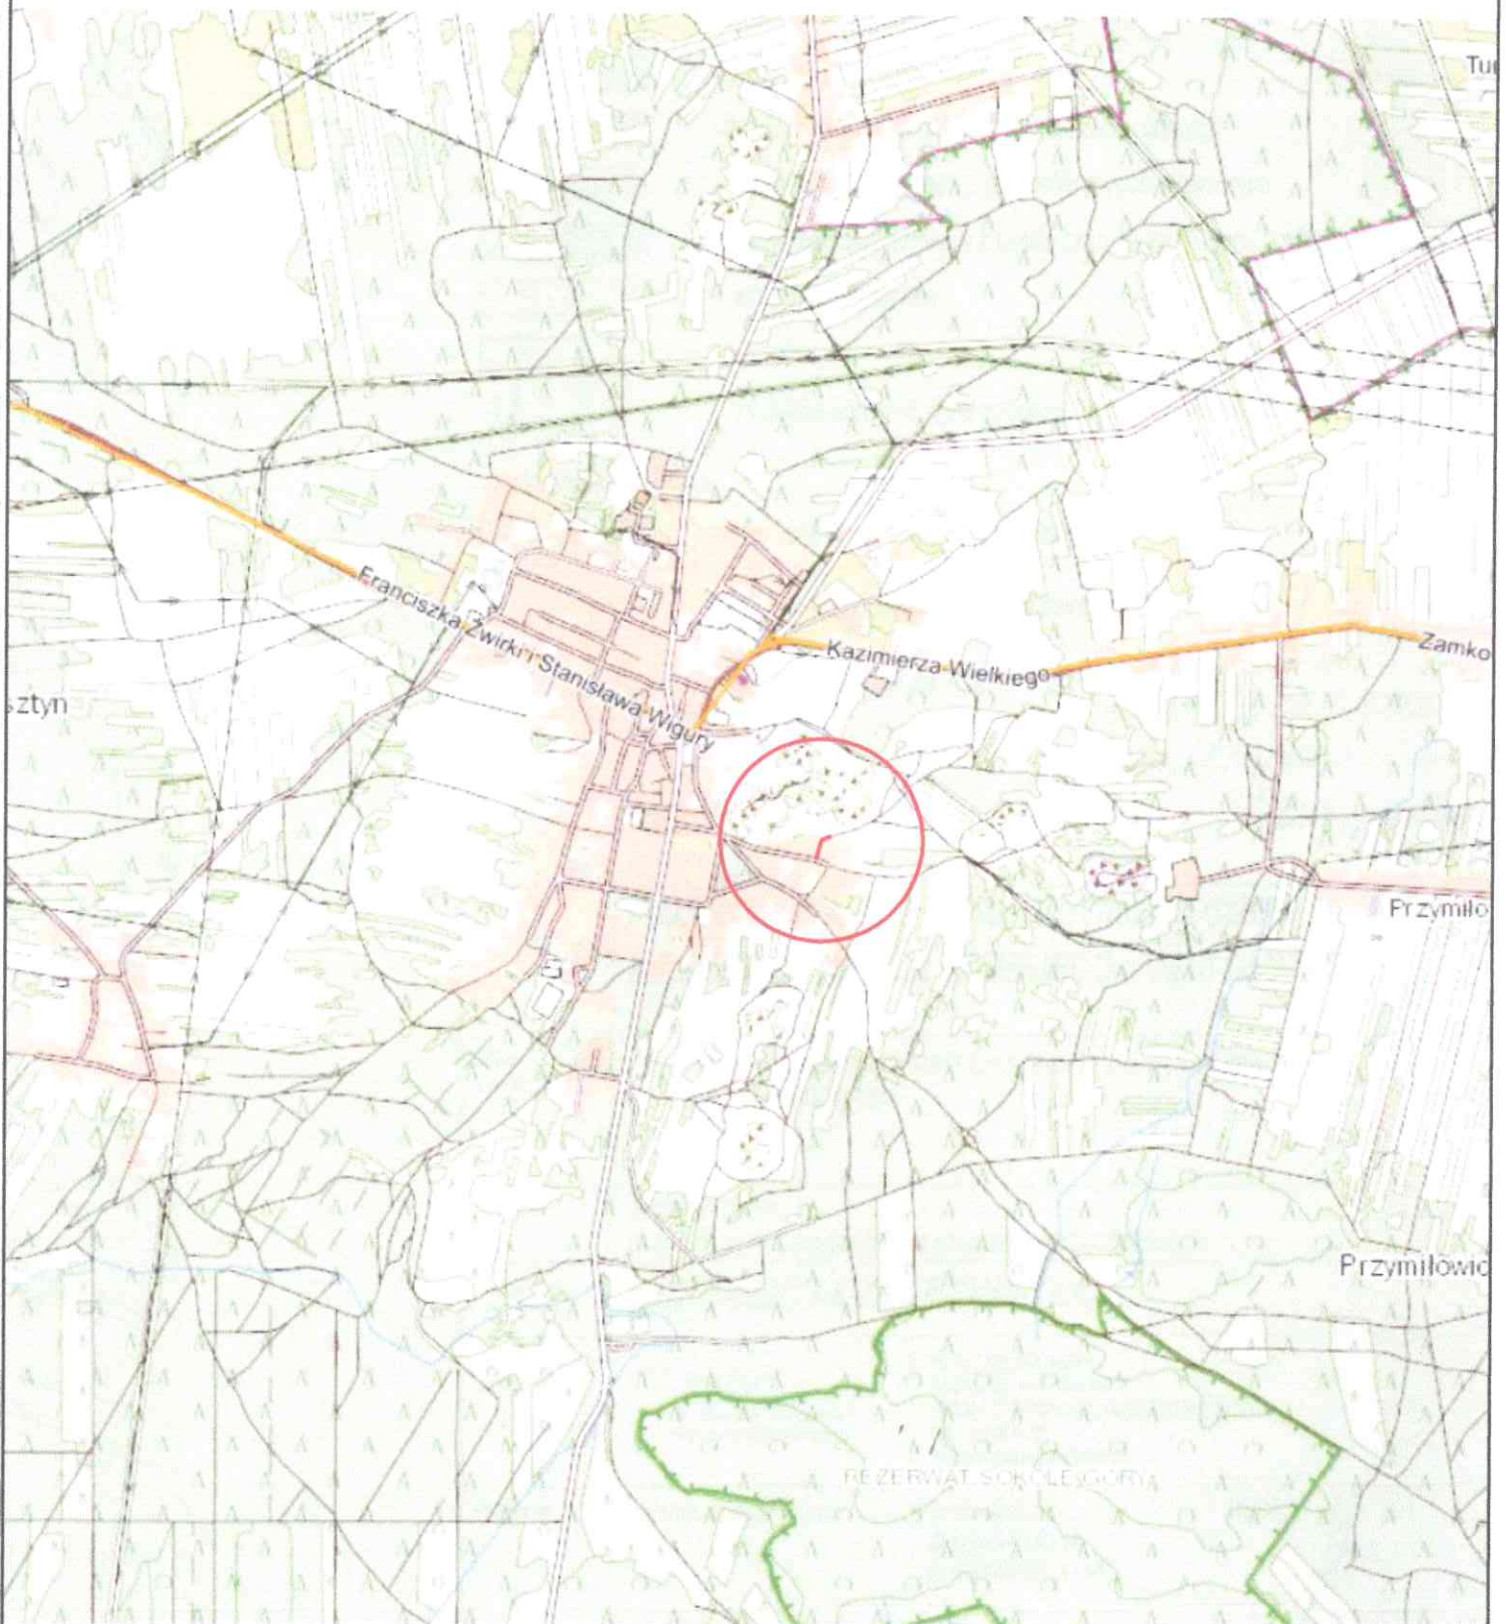 Tu
Franciszka Żwirki i Stanisława Wigury
Kazimierza Wielkiego
Zamko
sztyn
Przymiło
Przymiłowic
REZERWAT SOKOLE GÓRY